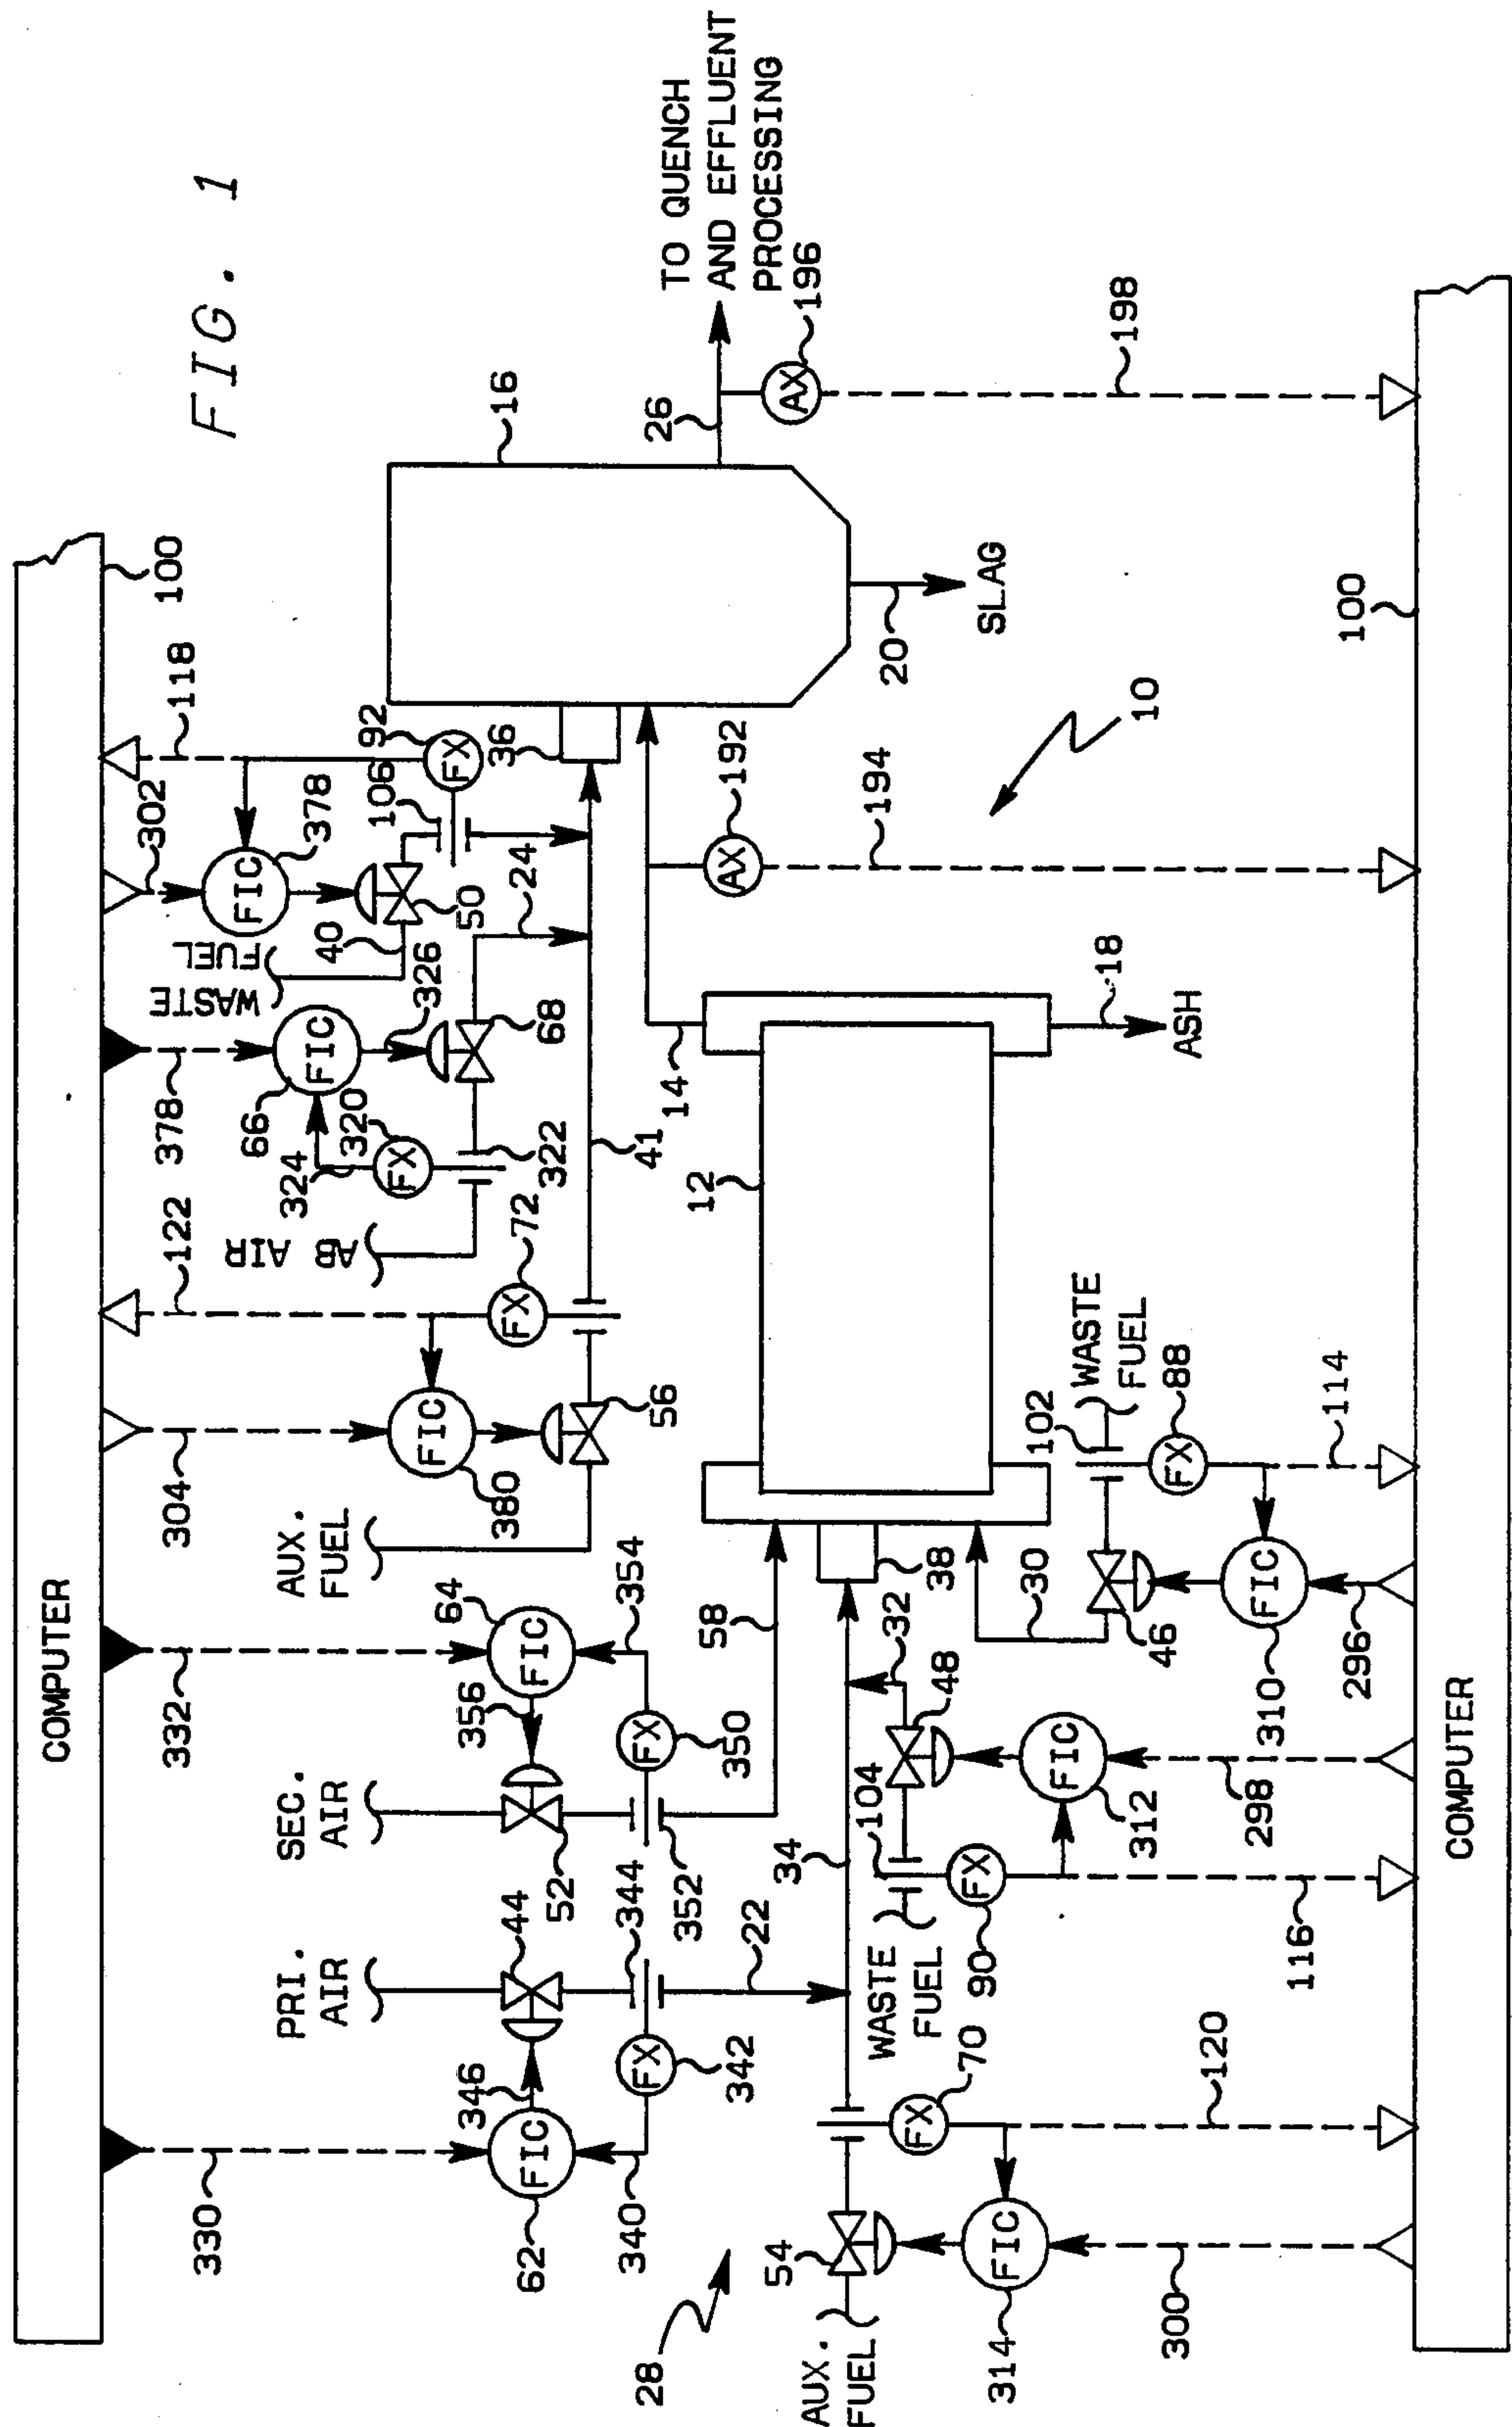 FIG. 1
COMPUTER
100
330
332
304
122
378
302
118
PRI.
AIR
SEC.
AIR
AUX.
FUEL
AB AIR
WASTE
FUEL
62
FIC
346
44
340
FX
342
344
22
52
356
64
FIC
354
FX
350
352
58
FIC
380
56
FX
72
41
324
FX
320
322
66
FIC
326
68
24
40
FIC
378
50
106
FX
92
36
16
26
TO QUENCH
AND EFFLUENT
PROCESSING
AX
196
198
20
SLAG
14
AX
192
194
10
12
18
ASH
38
30
32
34
28
AUX.
FUEL
54
FIC
314
FX
70
300
120
WASTE
FUEL
104
FX
90
48
FIC
312
116
298
46
FIC
310
296
102
WASTE
FUEL
FX
88
114
COMPUTER
100